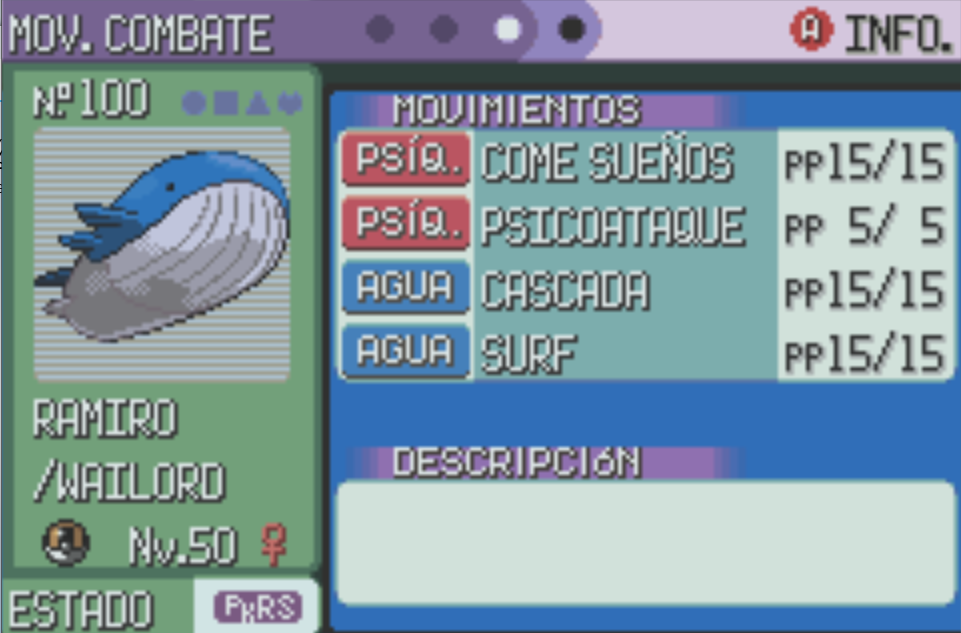 MOV. COMBATE
A INFO.
Nº100
MOVIMIENTOS
PSÍQ.. COME SUEÑOS PP15/15
PSÍQ.. PSICOATAQUE PP 5/ 5
AGUA CASCADA PP15/15
AGUA SURF PP15/15
RAMIRO
/WAILORD
Nv.50 ♀
DESCRIPCIÓN
ESTADO PKRS